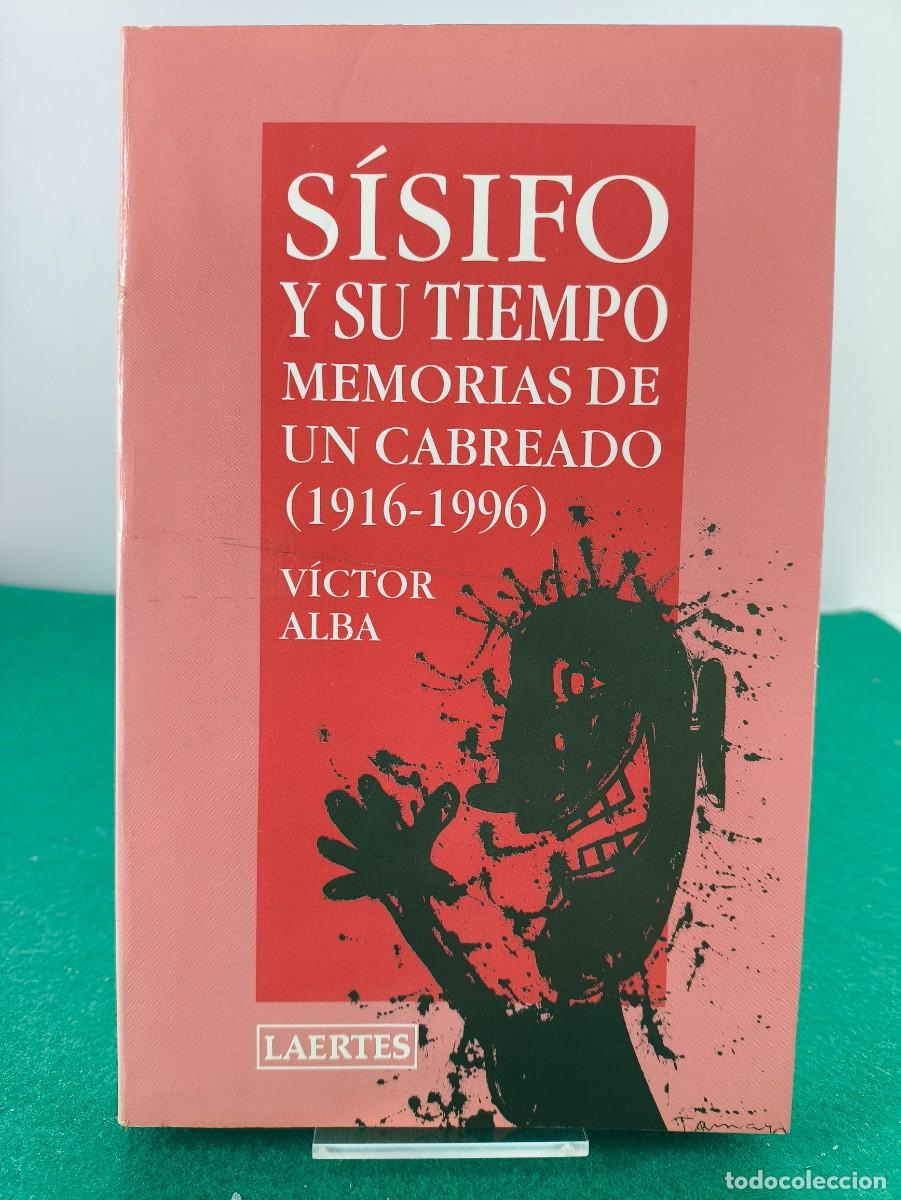 SÍSIFO
Y SU TIEMPO
MEMORIAS DE
UN CABREADO
(1916-1996)
VÍCTOR
ALBA
LAERTES
todocoleccion